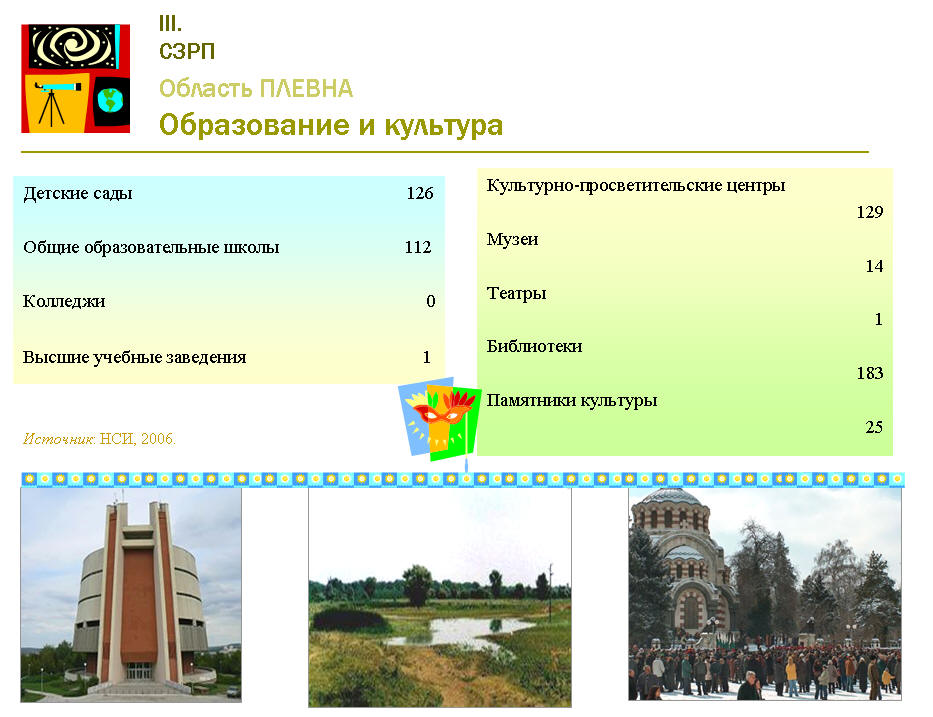 III.
СЗРП
Область ПЛЕВНА
Образование и культура
Детские сады 126
Общие образовательные школы 112
Колледжи 0
Высшие учебные заведения 1
Источник: НСИ, 2006.
Культурно-просветительские центры
129
Музеи
14
Театры
1
Библиотеки
183
Памятники культуры
25